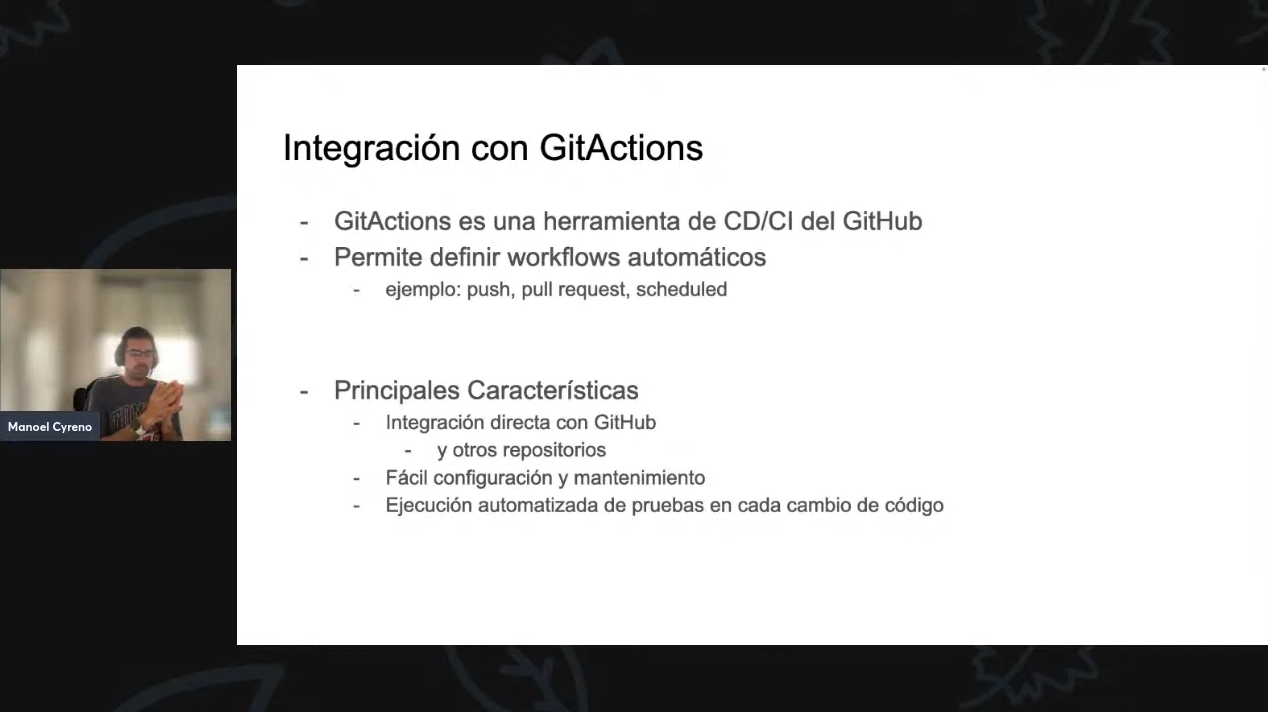 Integración con GitActions
- GitActions es una herramienta de CD/CI del GitHub
- Permite definir workflows automáticos
- ejemplo: push, pull request, scheduled
- Principales Características
- Integración directa con GitHub
- y otros repositorios
- Fácil configuración y mantenimiento
- Ejecución automatizada de pruebas en cada cambio de código
Manoel Cyreno